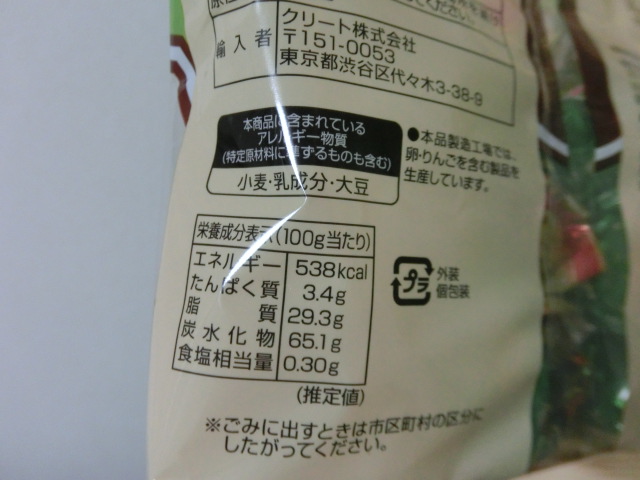 てください。
輸入者
クリート株式会社
〒151-0053
東京都渋谷区代々木3-38-9
本商品に含まれている
アレルギー物質
(特定原材料に準ずるものも含む)
小麦・乳成分・大豆
●本品製造工場では、
卵・りんごを含む製品を
生産しています。
栄養成分表示(100g当たり)
エネルギー 538kcal
たんぱく質 3.4g
脂質 29.3g
炭水化物 65.1g
食塩相当量 0.30g
(推定値)
プラ
外装
個包装
※ごみに出すときは市区町村の区分に
したがってください。